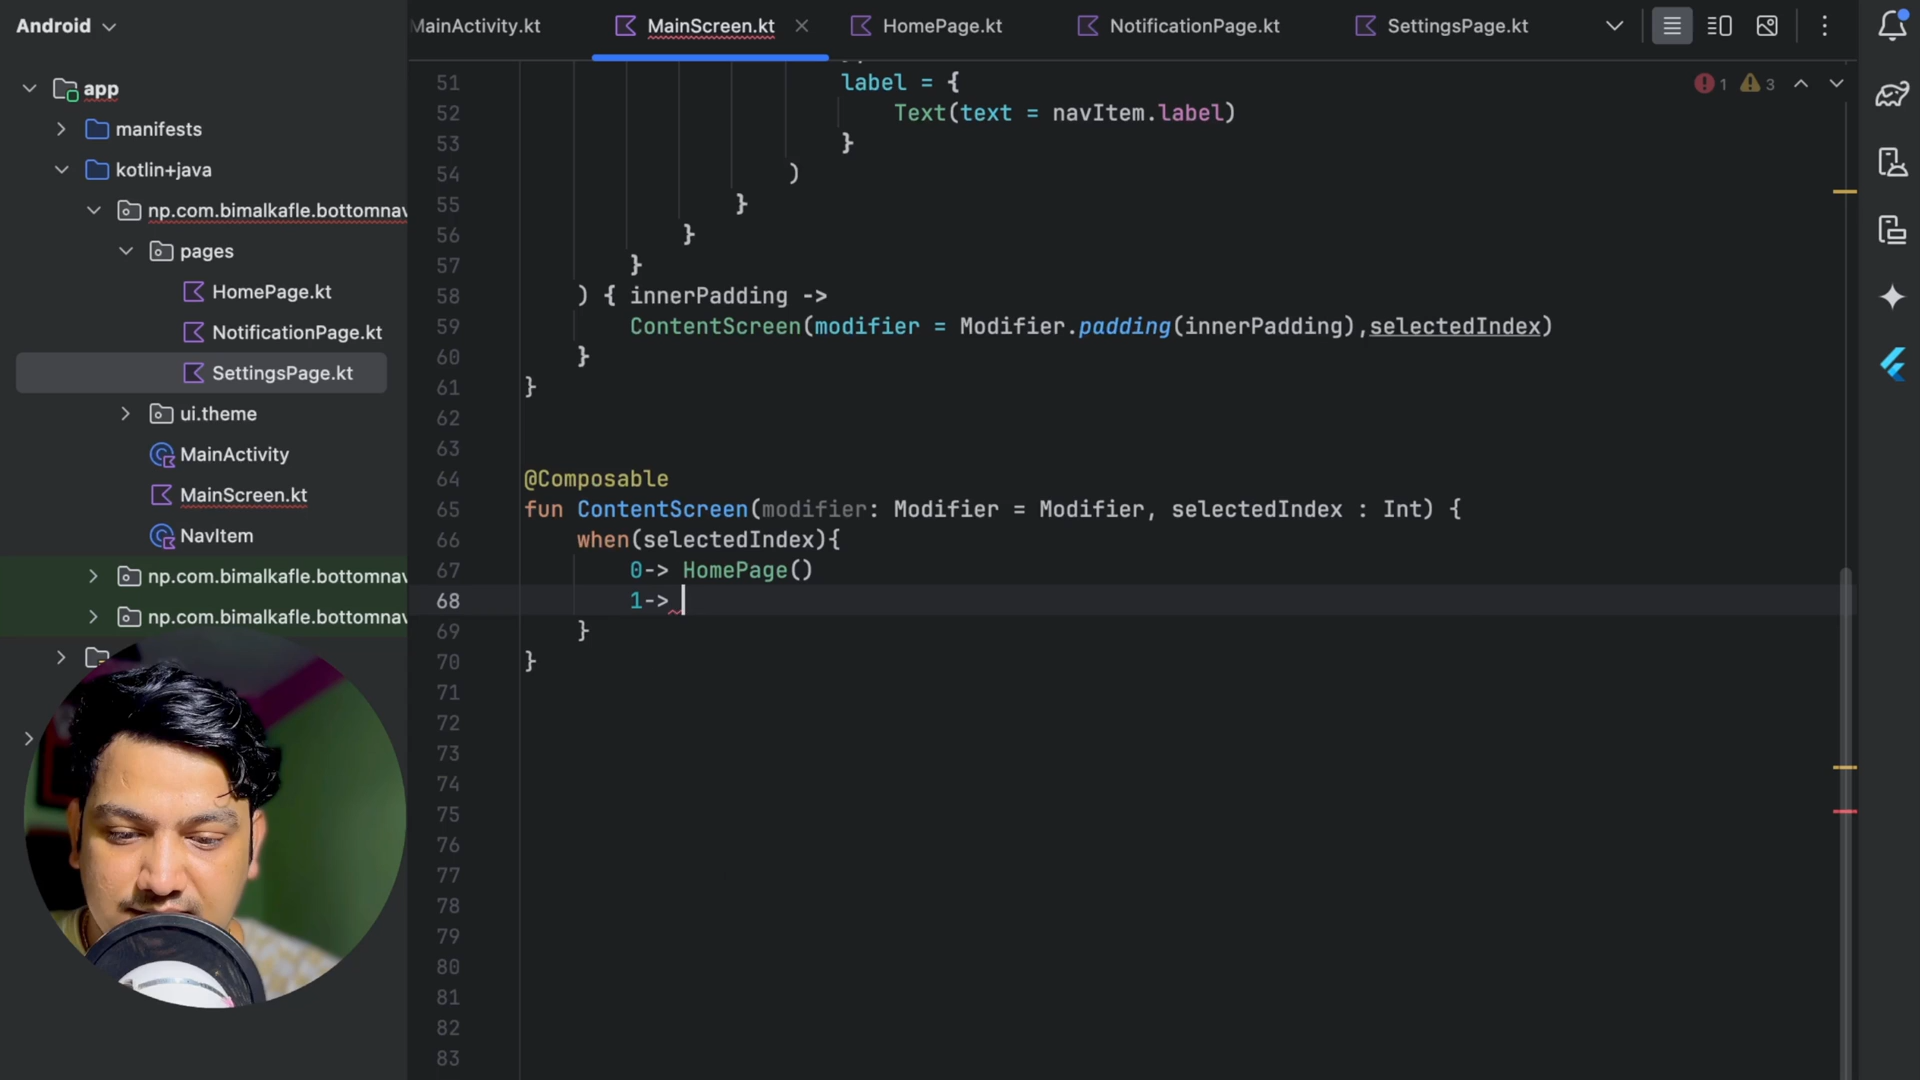 Android
MainActivity.kt
MainScreen.kt
HomePage.kt
NotificationPage.kt
SettingsPage.kt
app
manifests
kotlin+java
np.com.bimalkafle.bottomnav
pages
HomePage.kt
NotificationPage.kt
SettingsPage.kt
ui.theme
MainActivity
MainScreen.kt
NavItem
np.com.bimalkafle.bottomnav
np.com.bimalkafle.bottomnav
1 3
51 label = {
52 Text(text = navItem.label)
53 }
54 )
55 }
56 }
57 }
58 ) { innerPadding ->
59 ContentScreen(modifier = Modifier.padding(innerPadding),selectedIndex)
60 }
61 }
62
63
64 @Composable
65 fun ContentScreen(modifier: Modifier = Modifier, selectedIndex : Int) {
66 when(selectedIndex){
67 0-> HomePage()
68 1->
69 }
70 }
71
72
73
74
75
76
77
78
79
80
81
82
83